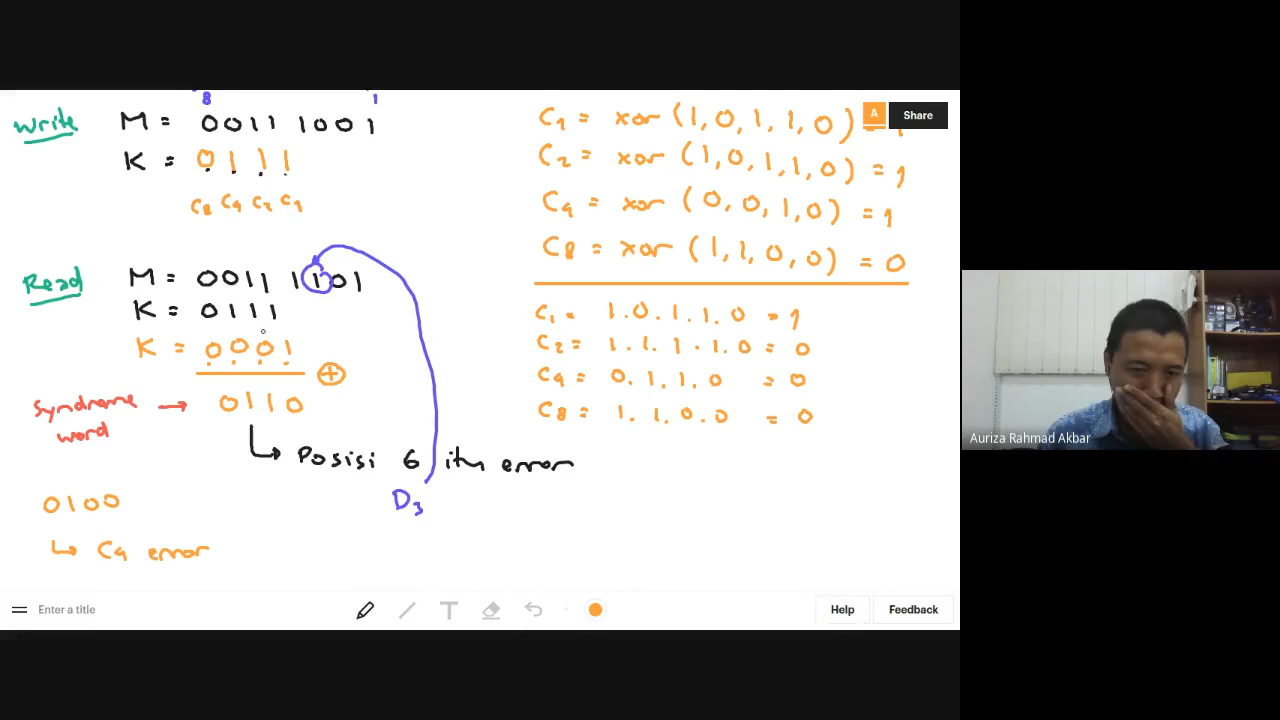 8 1
Write M = 0011 1001
K = 0111
C8 C4 C2 C1
Read M = 0011 1101
K = 0111
K = 0001
⊕
Syndrome word → 0110
↳ Posisi 6 itu error
D3
0100
↳ C4 error
C1 = xor (1,0,1,1,0) = 1
C2 = xor (1,0,1,1,0) = 1
C4 = xor (0,0,1,0) = 1
C8 = xor (1,1,0,0) = 0
C1 = 1.0.1.1.0 = 1
C2 = 1.1.1.1.0 = 0
C4 = 0.1.1.0 = 0
C8 = 1.1.0.0 = 0
A Share
Enter a title
T
Help Feedback
Auriza Rahmad Akbar